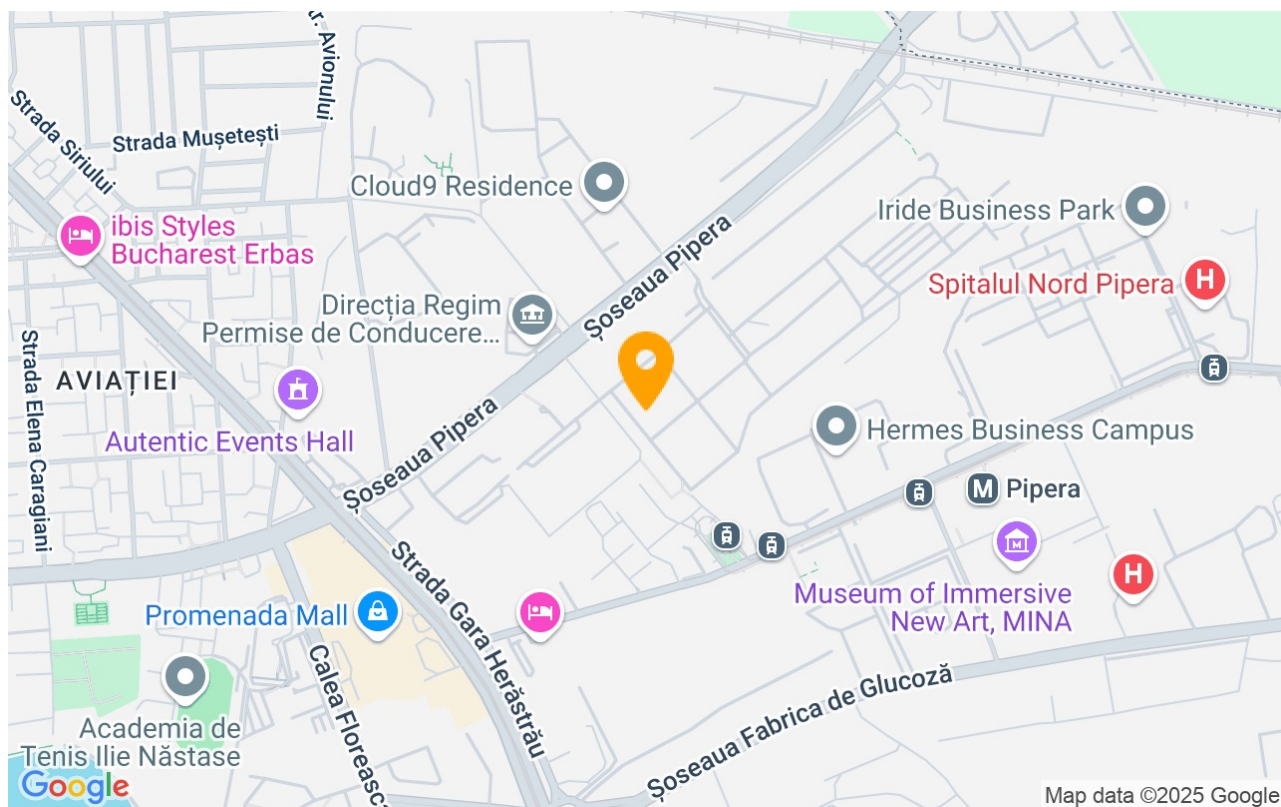 Str. Avionului
Strada Mușetești
Strada Siriului
Cloud9 Residence
Iride Business Park
ibis Styles
Bucharest Erbas
Spitalul Nord Pipera
H
Direcția Regim
Permise de Conducere...
Șoseaua Pipera
Strada Elena Caragiani
AVIAȚIEI
Autentic Events Hall
Șoseaua Pipera
Hermes Business Campus
M Pipera
Strada Gara Herăstrău
Museum of Immersive
New Art, MINA
H
Promenada Mall
Calea Floreasca
Șoseaua Fabrica de Glucoză
Academia de
Tenis Ilie Năstase
Google
Map data ©2025 Google